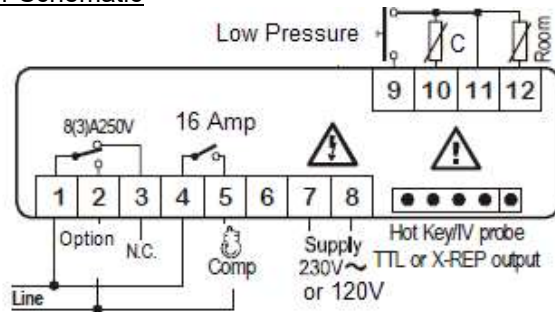 Schematic
Low Pressure
C
Room
9 10 11 12
8(3)A250V
16 Amp
1 2 3 4 5 6 7 8
Option
N.C.
Comp
Supply
230V~
or 120V
Hot Key/IV probe
TTL or X-REP output
Line